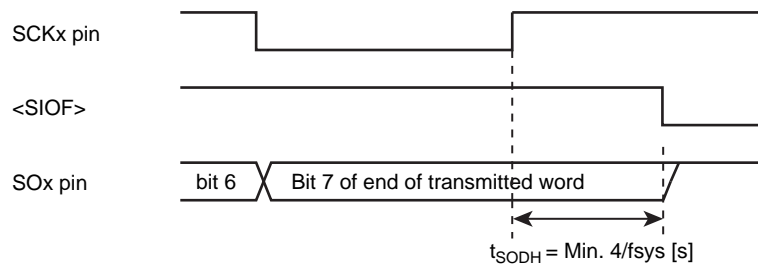 SCKx pin
<SIOF>
SOx pin
bit 6
Bit 7 of end of transmitted word
tSODH = Min. 4/fsys [s]